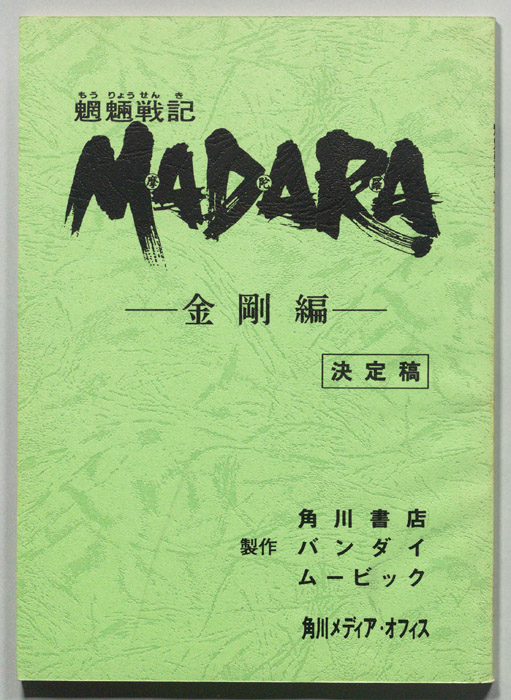 もうりょうせんき
魍魎戦記
MADARA
摩陀羅
—金剛編—
決定稿
角川書店
製作 バンダイ
ムービック
角川メディア・オフィス